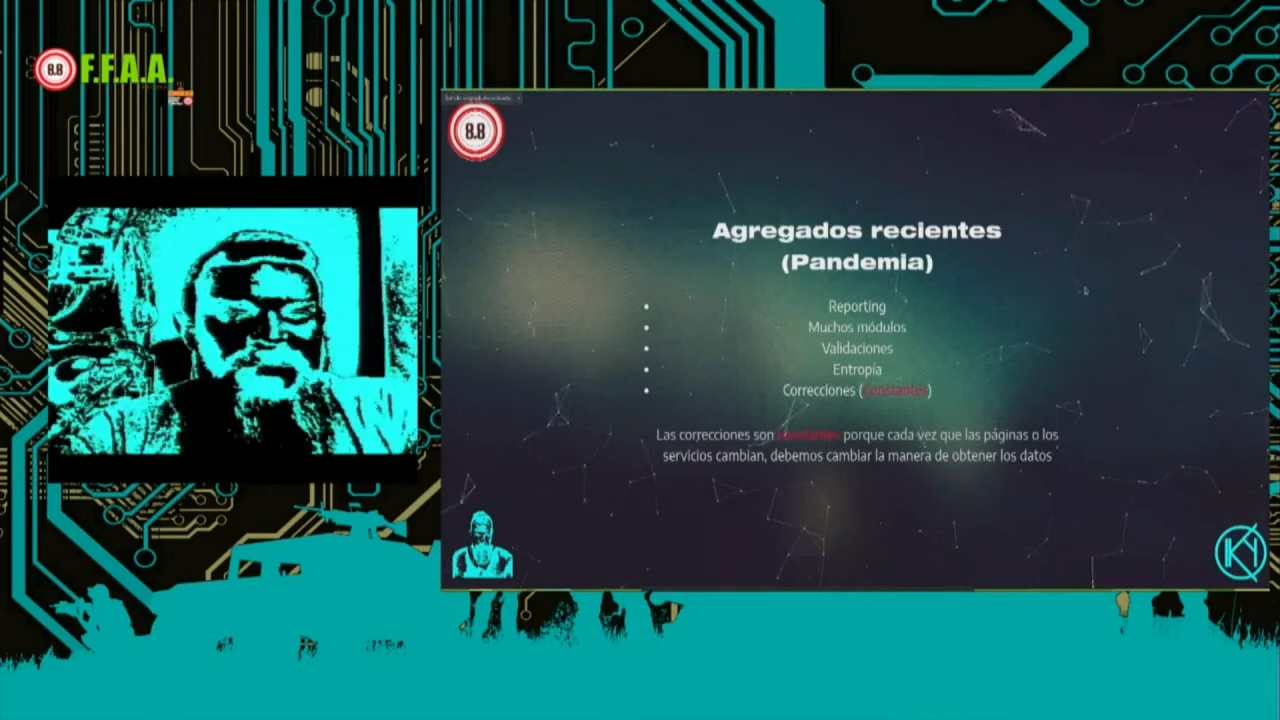 8.8 F.F.A.A.
8.8
Agregados recientes
(Pandemia)
Reporting
Muchos módulos
Validaciones
Entropía
Correcciones (Constantes)
Las correcciones son constantes porque cada vez que las páginas o los
servicios cambian, debemos cambiar la manera de obtener los datos